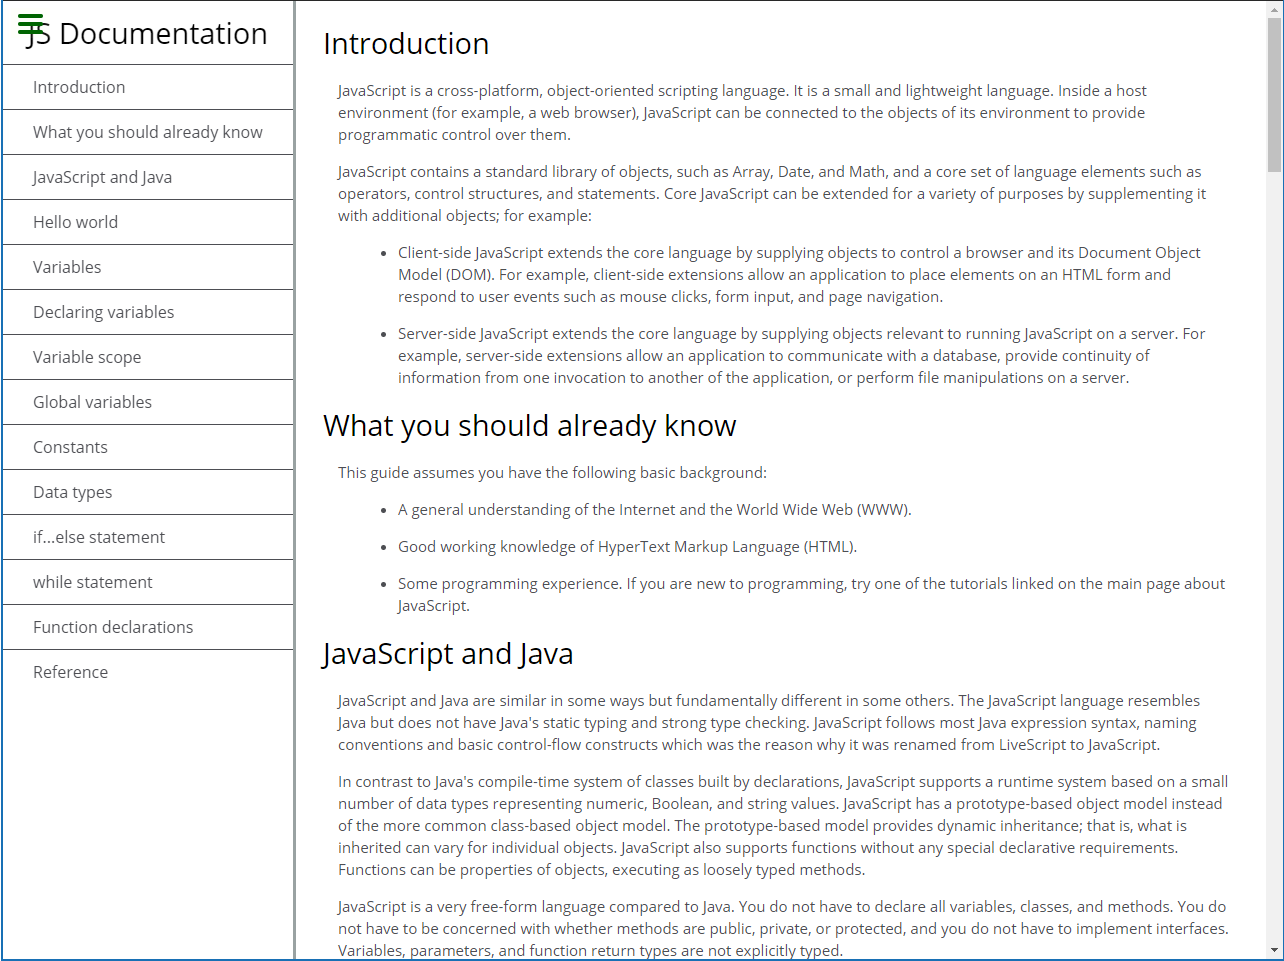 JS Documentation
Introduction
What you should already know
JavaScript and Java
Hello world
Variables
Declaring variables
Variable scope
Global variables
Constants
Data types
if...else statement
while statement
Function declarations
Reference
Introduction
JavaScript is a cross-platform, object-oriented scripting language. It is a small and lightweight language. Inside a host
environment (for example, a web browser), JavaScript can be connected to the objects of its environment to provide
programmatic control over them.
JavaScript contains a standard library of objects, such as Array, Date, and Math, and a core set of language elements such as
operators, control structures, and statements. Core JavaScript can be extended for a variety of purposes by supplementing it
with additional objects; for example:
• Client-side JavaScript extends the core language by supplying objects to control a browser and its Document Object
Model (DOM). For example, client-side extensions allow an application to place elements on an HTML form and
respond to user events such as mouse clicks, form input, and page navigation.
• Server-side JavaScript extends the core language by supplying objects relevant to running JavaScript on a server. For
example, server-side extensions allow an application to communicate with a database, provide continuity of
information from one invocation to another of the application, or perform file manipulations on a server.
What you should already know
This guide assumes you have the following basic background:
• A general understanding of the Internet and the World Wide Web (WWW).
• Good working knowledge of HyperText Markup Language (HTML).
• Some programming experience. If you are new to programming, try one of the tutorials linked on the main page about
JavaScript.
JavaScript and Java
JavaScript and Java are similar in some ways but fundamentally different in some others. The JavaScript language resembles
Java but does not have Java's static typing and strong type checking. JavaScript follows most Java expression syntax, naming
conventions and basic control-flow constructs which was the reason why it was renamed from LiveScript to JavaScript.
In contrast to Java's compile-time system of classes built by declarations, JavaScript supports a runtime system based on a small
number of data types representing numeric, Boolean, and string values. JavaScript has a prototype-based object model instead
of the more common class-based object model. The prototype-based model provides dynamic inheritance; that is, what is
inherited can vary for individual objects. JavaScript also supports functions without any special declarative requirements.
Functions can be properties of objects, executing as loosely typed methods.
JavaScript is a very free-form language compared to Java. You do not have to declare all variables, classes, and methods. You do
not have to be concerned with whether methods are public, private, or protected, and you do not have to implement interfaces.
Variables, parameters, and function return types are not explicitly typed.